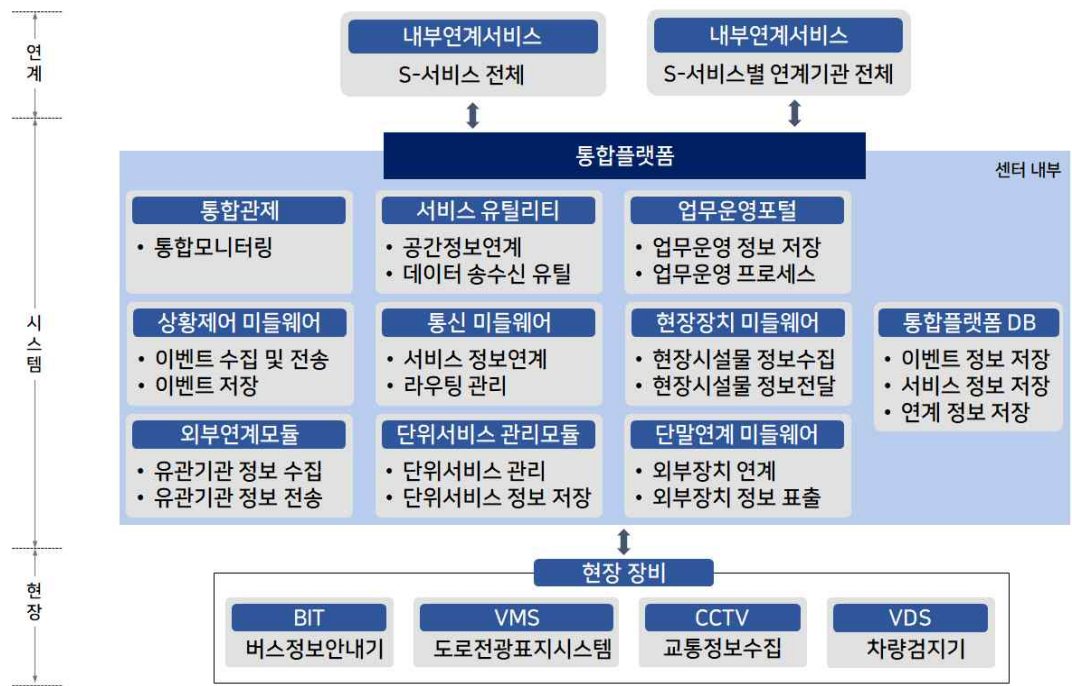 연계
내부연계서비스
S-서비스 전체
내부연계서비스
S-서비스별 연계기관 전체
시스템
통합플랫폼
센터 내부
통합관제
• 통합모니터링
서비스 유틸리티
• 공간정보연계
• 데이터 송수신 유틸
업무운영포털
• 업무운영 정보 저장
• 업무운영 프로세스
상황제어 미들웨어
• 이벤트 수집 및 전송
• 이벤트 저장
통신 미들웨어
• 서비스 정보연계
• 라우팅 관리
현장장치 미들웨어
• 현장시설물 정보수집
• 현장시설물 정보전달
통합플랫폼 DB
• 이벤트 정보 저장
• 서비스 정보 저장
• 연계 정보 저장
외부연계모듈
• 유관기관 정보 수집
• 유관기관 정보 전송
단위서비스 관리모듈
• 단위서비스 관리
• 단위서비스 정보 저장
단말연계 미들웨어
• 외부장치 연계
• 외부장치 정보 표출
현장
현장 장비
BIT
버스정보안내기
VMS
도로전광표지시스템
CCTV
교통정보수집
VDS
차량검지기